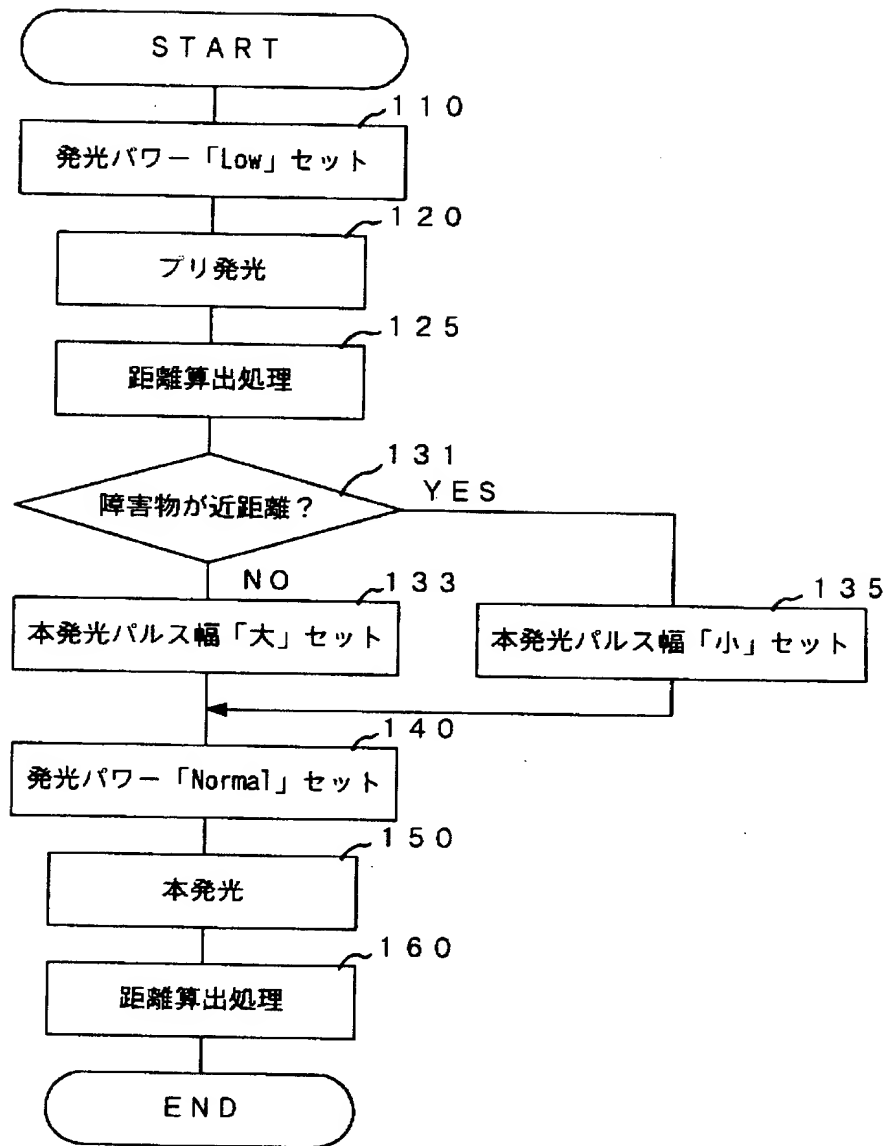 START
110
発光パワー「Low」セット
120
プリ発光
125
距離算出処理
131
障害物が近距離?
YES
NO
133
本発光パルス幅「大」セット
135
本発光パルス幅「小」セット
140
発光パワー「Normal」セット
150
本発光
160
距離算出処理
END